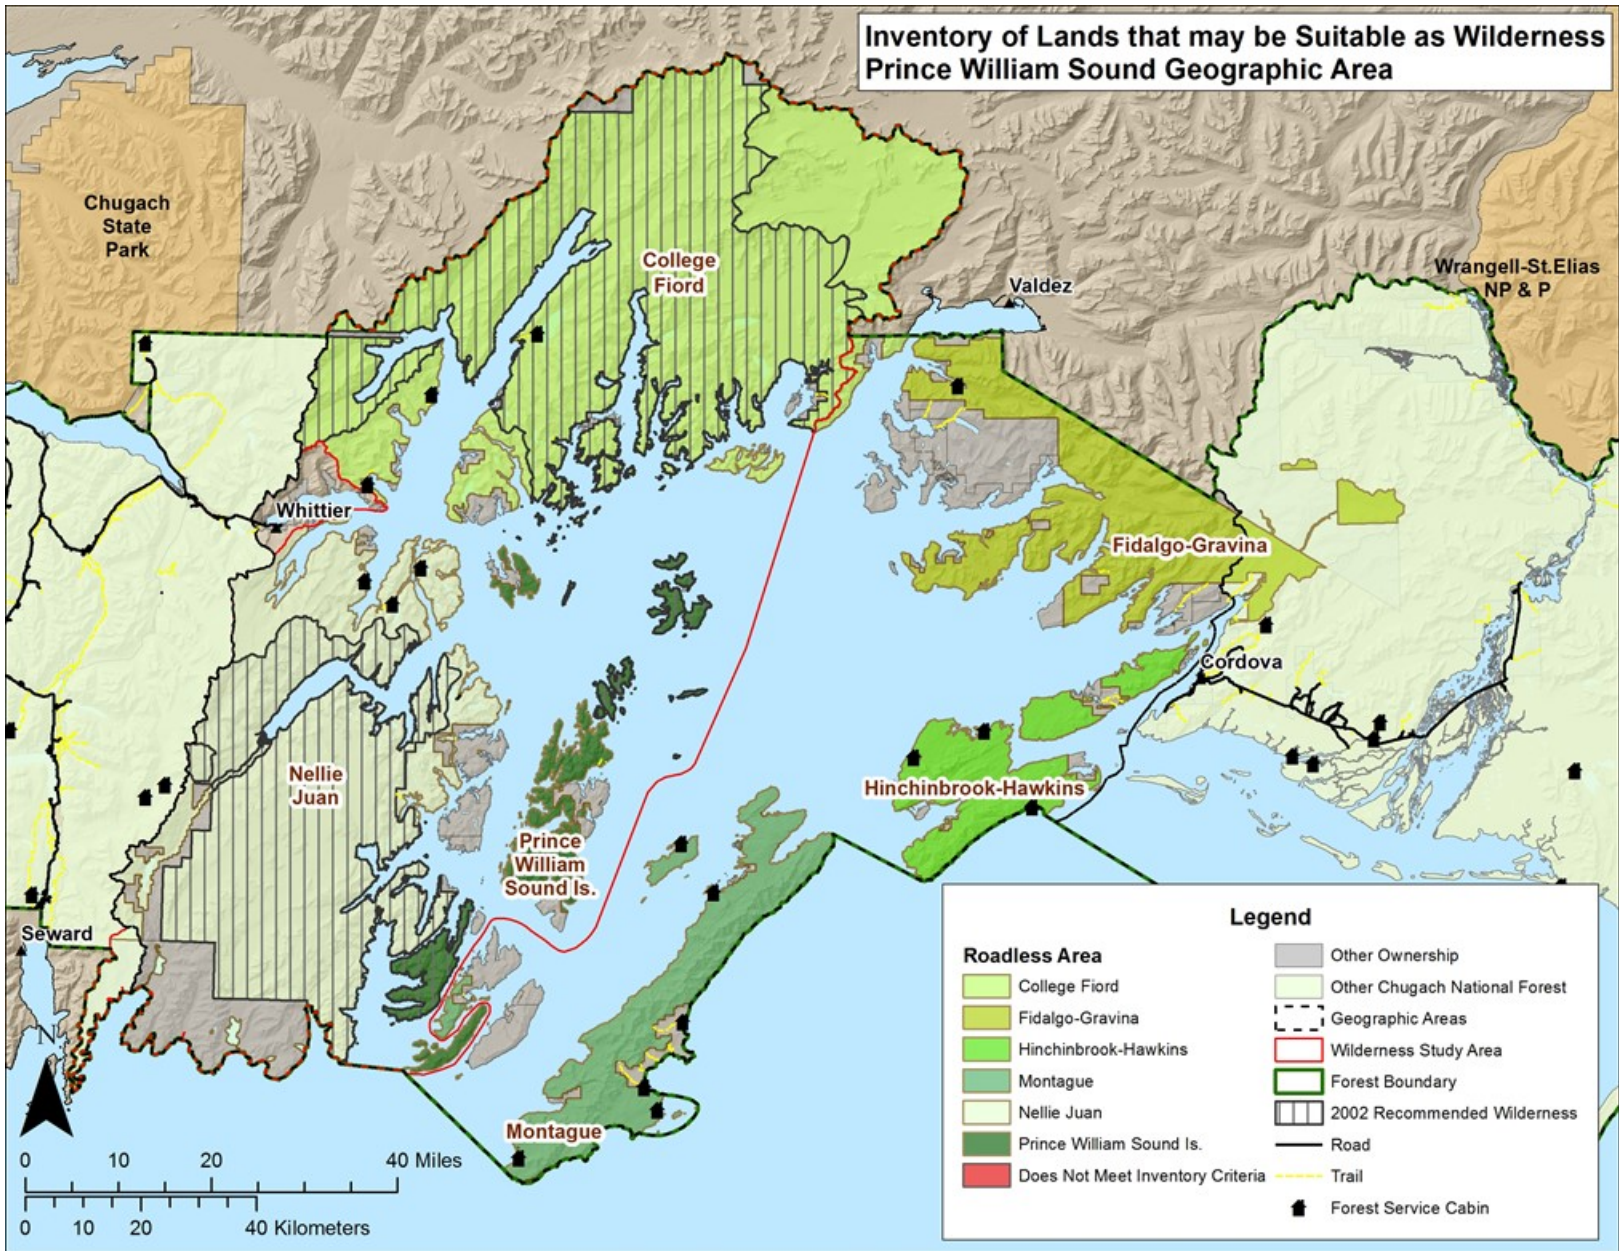 Inventory of Lands that may be Suitable as Wilderness
Prince William Sound Geographic Area
Chugach
State
Park
College
Fiord
Valdez
Wrangell-St.Elias
NP & P
Whittier
Fidalgo-Gravina
Cordova
Nellie
Juan
Hinchinbrook-Hawkins
Prince
William
Sound Is.
Seward
Montague
N
0 10 20 40 Miles
0 10 20 40 Kilometers
Legend
Roadless Area
College Fiord
Fidalgo-Gravina
Hinchinbrook-Hawkins
Montague
Nellie Juan
Prince William Sound Is.
Does Not Meet Inventory Criteria
Other Ownership
Other Chugach National Forest
Geographic Areas
Wilderness Study Area
Forest Boundary
2002 Recommended Wilderness
Road
Trail
Forest Service Cabin